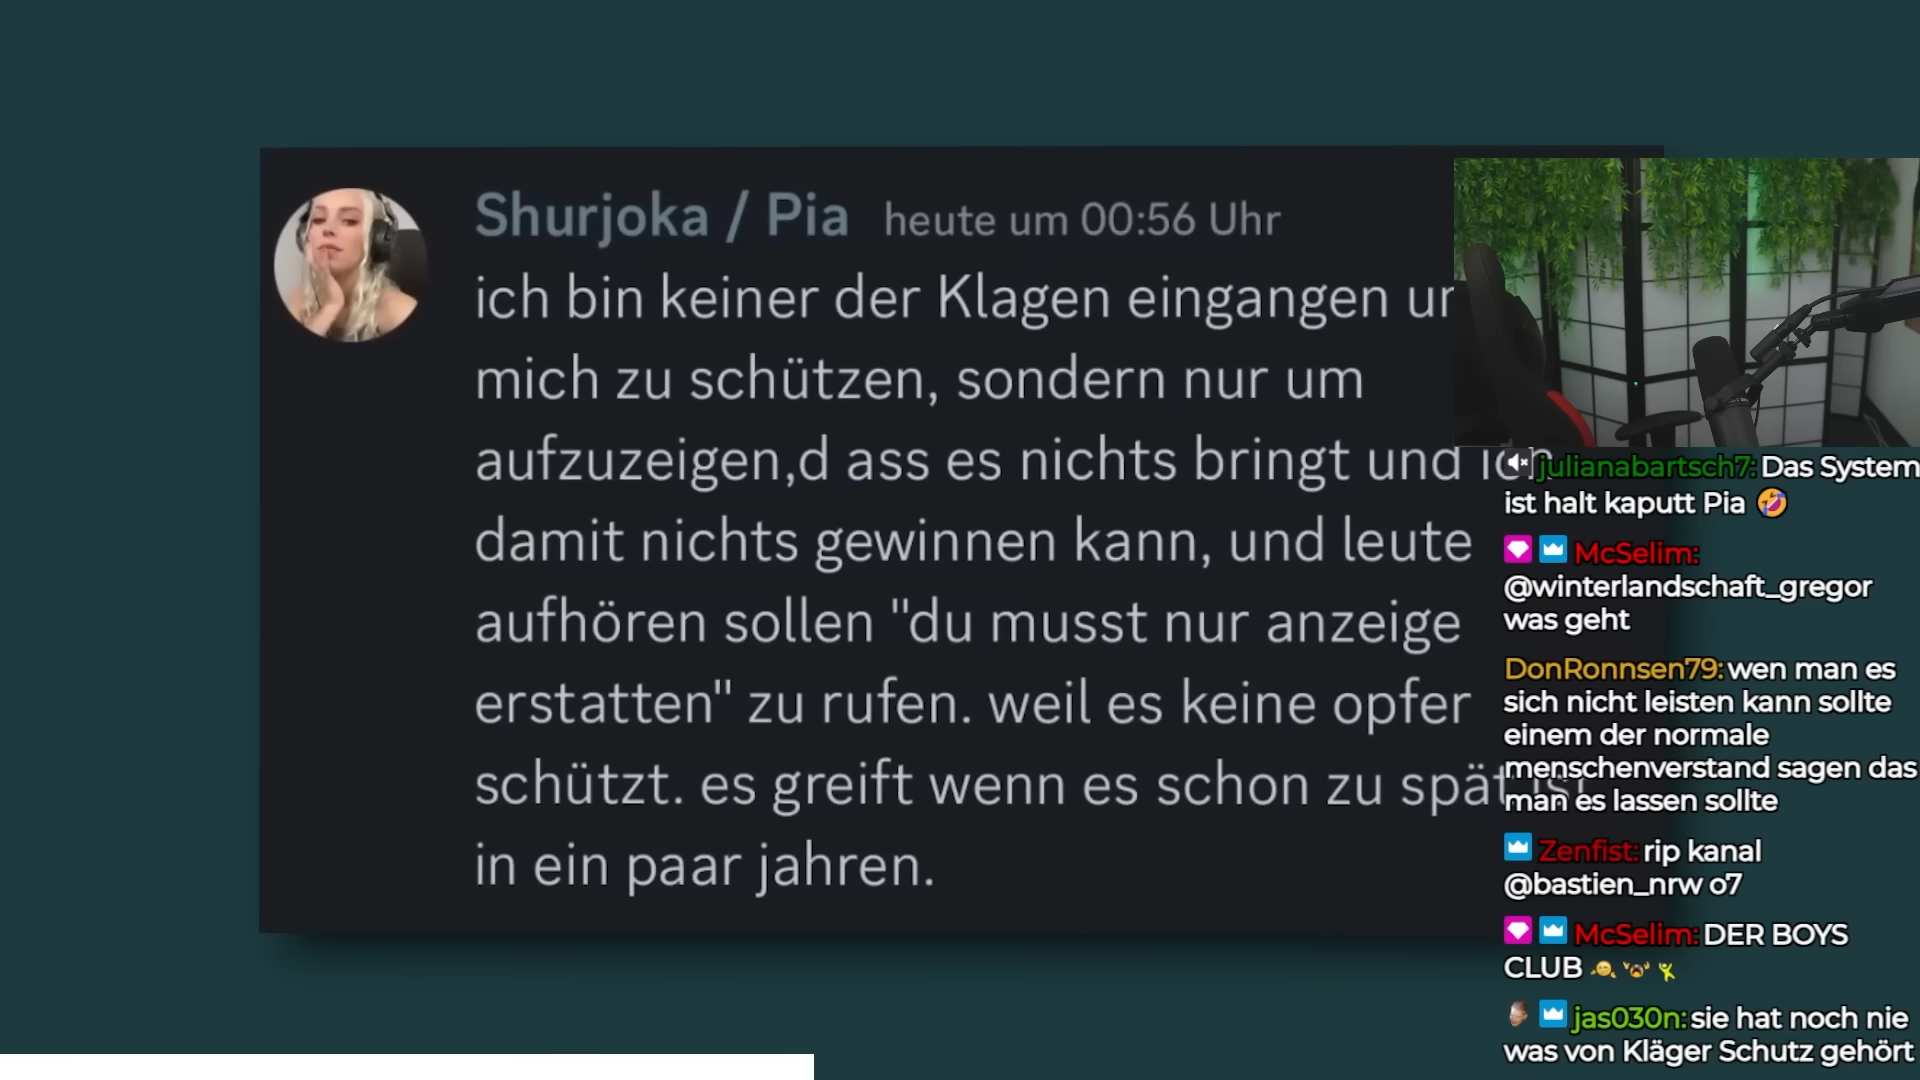 Shurjoka / Pia heute um 00:56 Uhr
ich bin keiner der Klagen eingangen
mich zu schützen, sondern nur um
aufzuzeigen,d ass es nichts bringt und ich
damit nichts gewinnen kann, und leute
aufhören sollen "du musst nur anzeige
erstatten" zu rufen. weil es keine opfer
schützt. es greift wenn es schon zu spät ist
in ein paar jahren.
julianabartsch7: Das System
ist halt kaputt Pia 🤣
McSelim:
@winterlandschaft_gregor
was geht
DonRonnsen79: wen man es
sich nicht leisten kann sollte
einem der normale
menschenverstand sagen das
man es lassen sollte
Zenfist: rip kanal
@bastien_nrw o7
McSelim: DER BOYS
CLUB
jas030n: sie hat noch nie
was von Kläger Schutz gehört